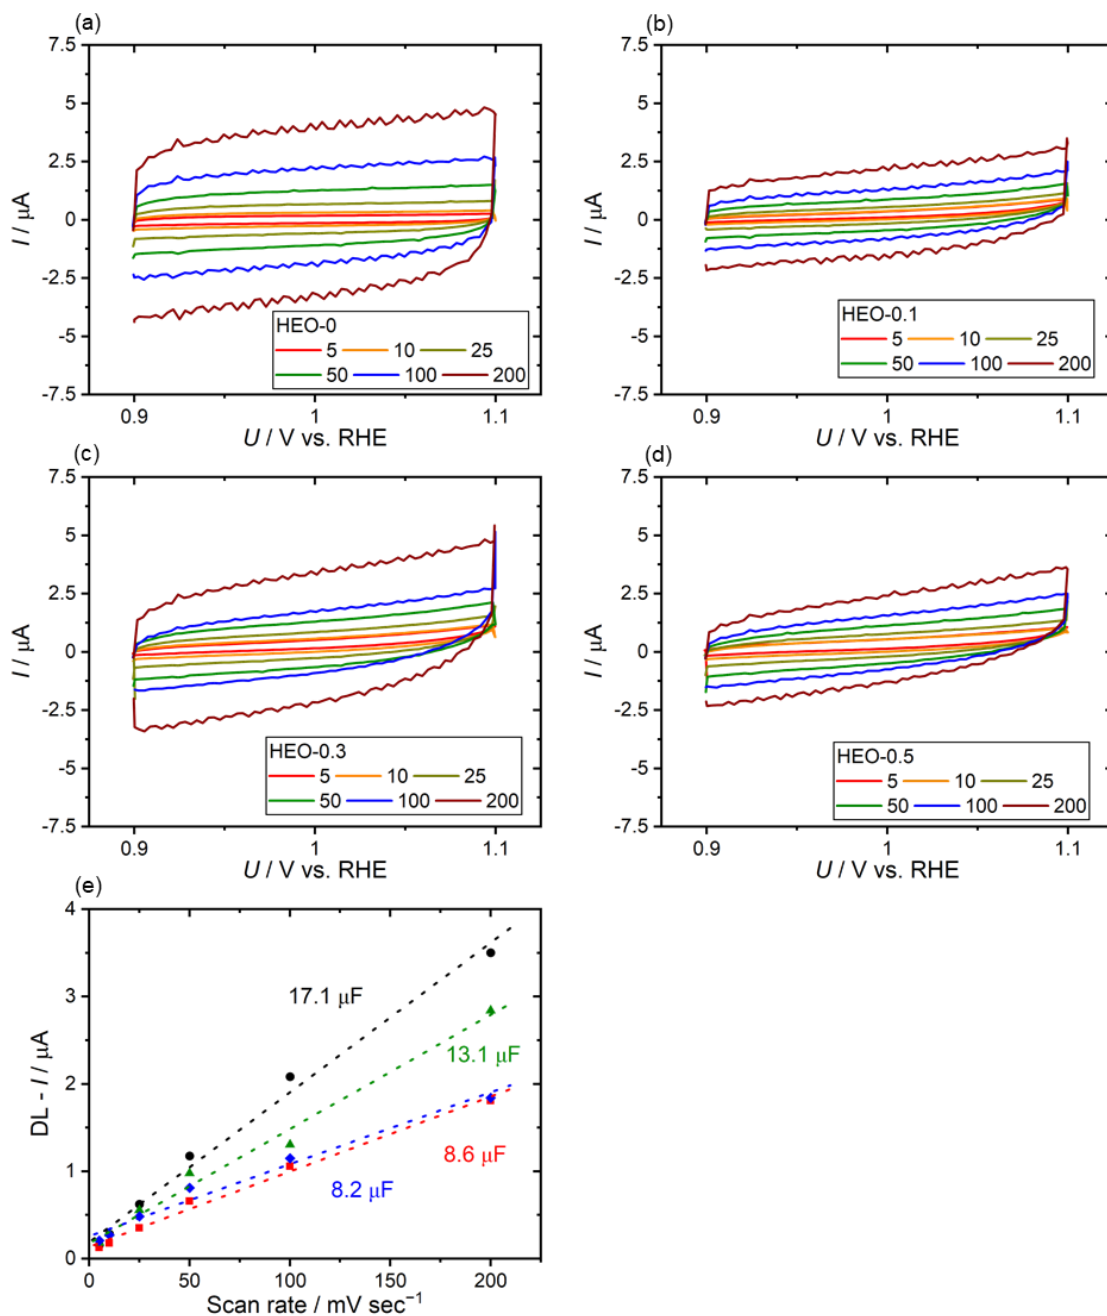 (a)
7.5
5
2.5
0
-2.5
-5
-7.5
I / μA
HEO-0
5 10 25
50 100 200
0.9 1 1.1
U / V vs. RHE
(b)
7.5
5
2.5
0
-2.5
-5
-7.5
I / μA
HEO-0.1
5 10 25
50 100 200
0.9 1 1.1
U / V vs. RHE
(c)
7.5
5
2.5
0
-2.5
-5
-7.5
I / μA
HEO-0.3
5 10 25
50 100 200
0.9 1 1.1
U / V vs. RHE
(d)
7.5
5
2.5
0
-2.5
-5
-7.5
I / μA
HEO-0.5
5 10 25
50 100 200
0.9 1 1.1
U / V vs. RHE
(e)
4
3
2
1
0
DL - I / μA
17.1 μF
13.1 μF
8.6 μF
8.2 μF
0 50 100 150 200
Scan rate / mV sec⁻¹